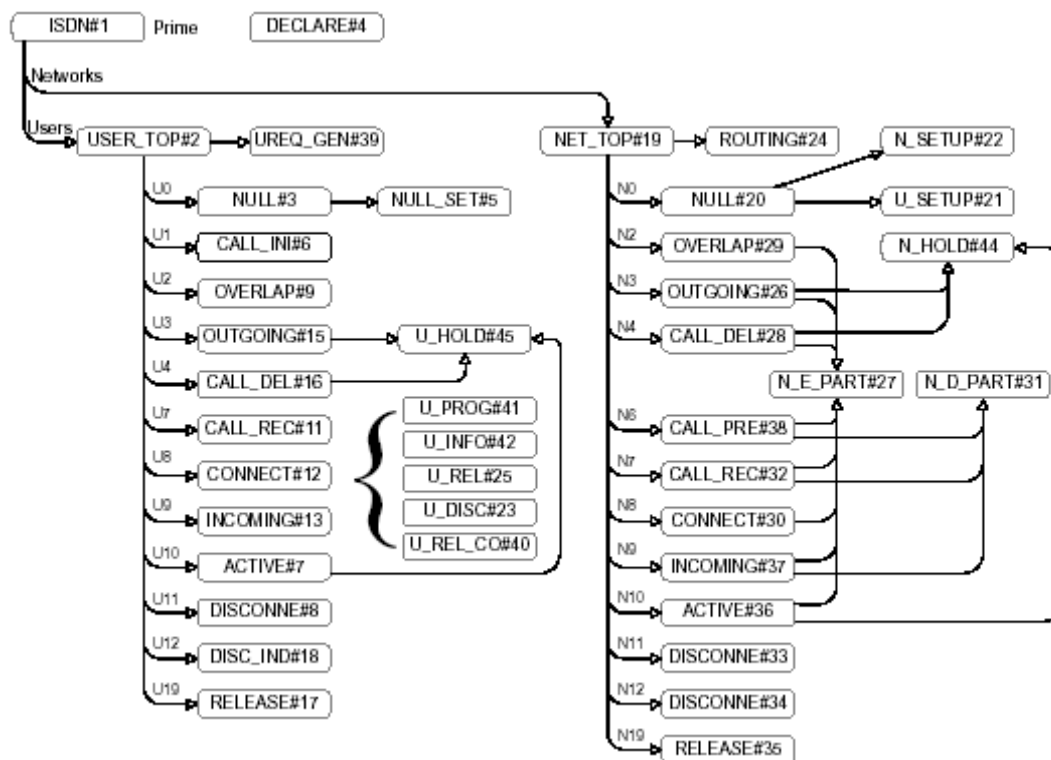 ISDN#1 Prime DECLARE#4
Networks
Users
USER_TOP#2 UREQ_GEN#39
U0 NULL#3 NULL_SET#5
U1 CALL_INI#6
U2 OVERLAP#9
U3 OUTGOING#15 U_HOLD#45
U4 CALL_DEL#16
U7 CALL_REC#11
U8 CONNECT#12
U9 INCOMING#13
U10 ACTIVE#7
U11 DISCONNE#8
U12 DISC_IND#18
U19 RELEASE#17
U_PROG#41
U_INFO#42
U_REL#25
U_DISC#23
U_REL_CO#40
NET_TOP#19 ROUTING#24 N_SETUP#22
N0 NULL#20 U_SETUP#21
N2 OVERLAP#29 N_HOLD#44
N3 OUTGOING#26
N4 CALL_DEL#28
N_E_PART#27 N_D_PART#31
N6 CALL_PRE#38
N7 CALL_REC#32
N8 CONNECT#30
N9 INCOMING#37
N10 ACTIVE#36
N11 DISCONNE#33
N12 DISCONNE#34
N19 RELEASE#35